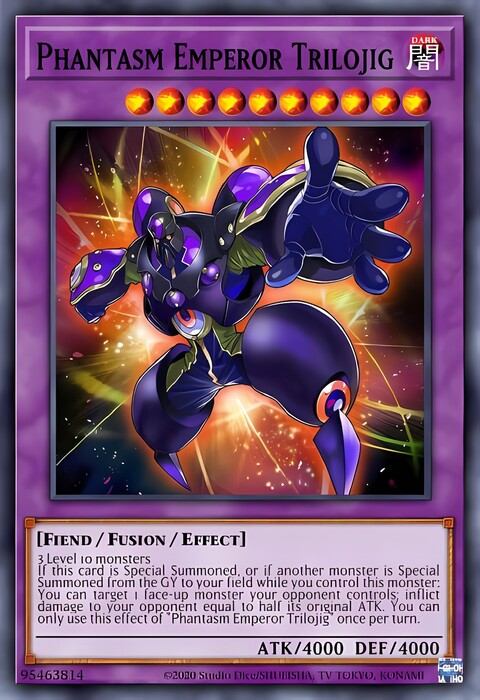 PHANTASM EMPEROR TRILOJIG
DARK
闇
[FIEND / FUSION / EFFECT]
3 Level 10 monsters
If this card is Special Summoned, or if another monster is Special
Summoned from the GY to your field while you control this monster:
You can target 1 face-up monster your opponent controls; inflict
damage to your opponent equal to half its original ATK. You can
only use this effect of "Phantasm Emperor Trilojig" once per turn.
ATK/4000 DEF/4000
95463814
©2020 Studio Dice/SHUEISHA, TV TOKYO, KONAMI